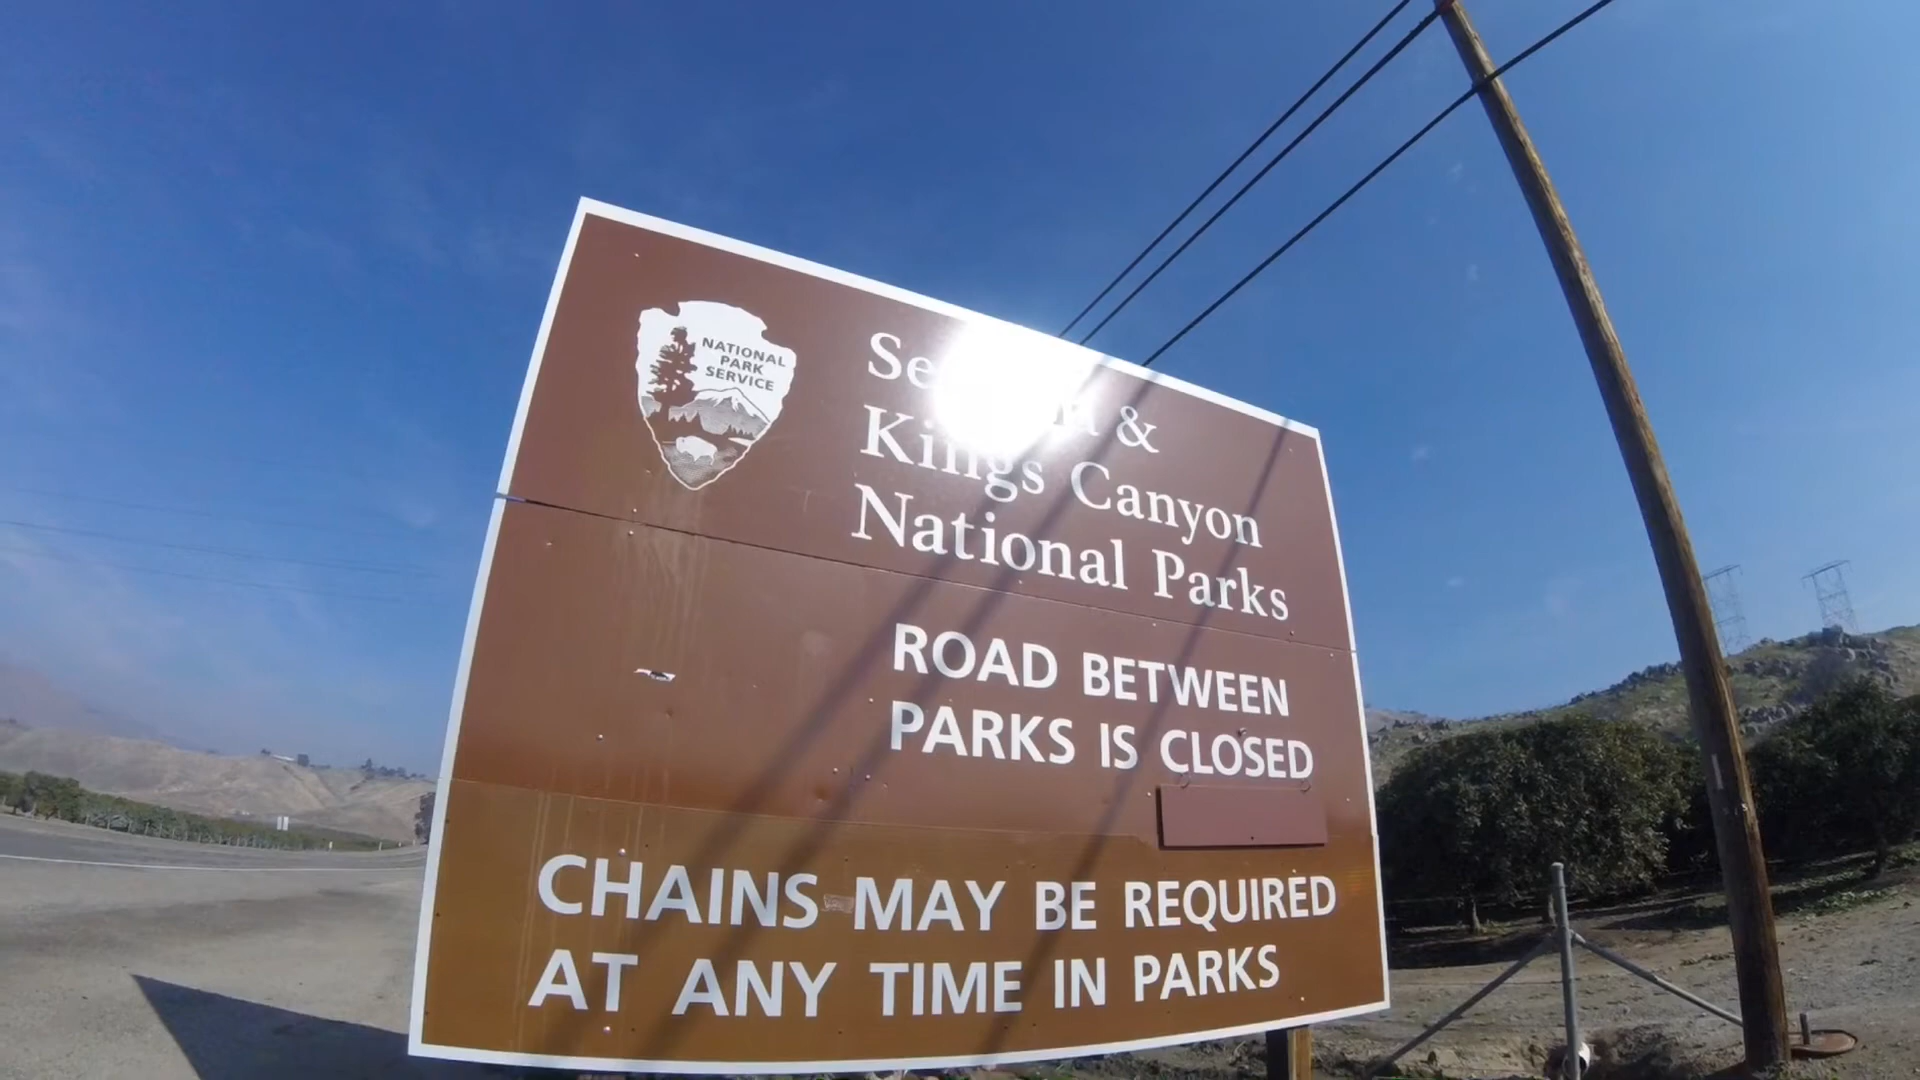 NATIONAL
PARK
SERVICE
&
Kings Canyon
National Parks
ROAD BETWEEN
PARKS IS CLOSED
CHAINS MAY BE REQUIRED
AT ANY TIME IN PARKS